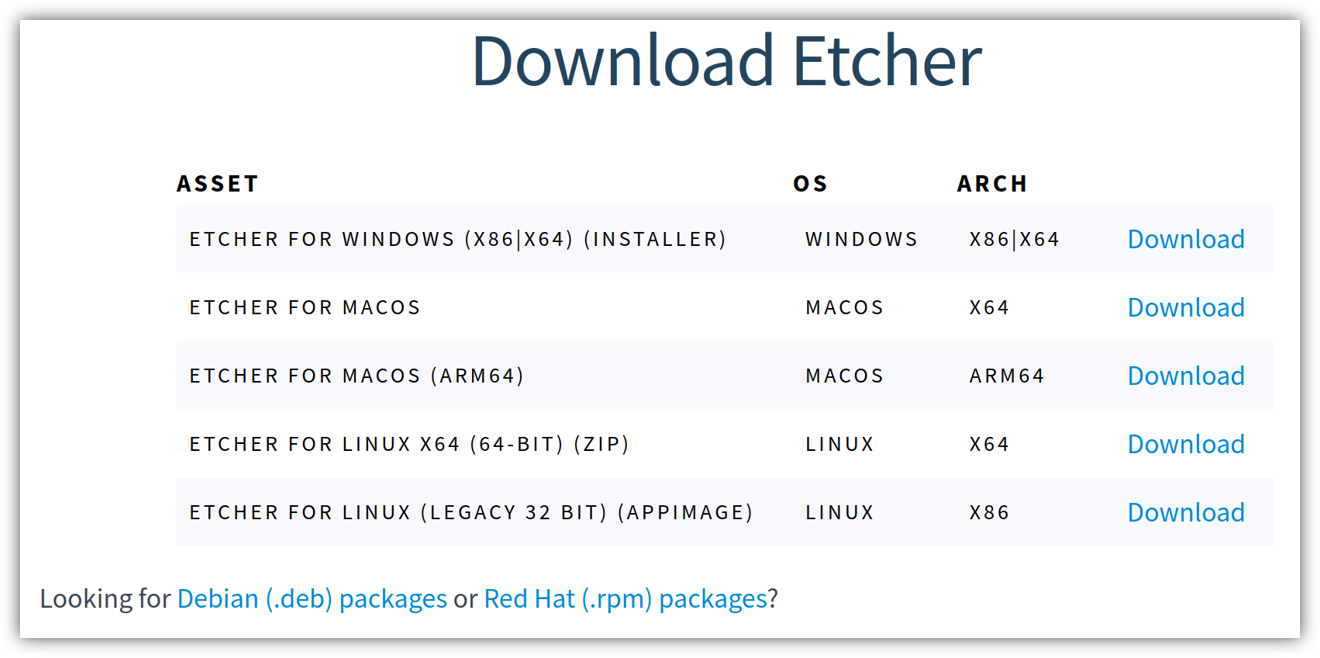 Download Etcher
ASSET OS ARCH
ETCHER FOR WINDOWS (X86|X64) (INSTALLER) WINDOWS X86|X64 Download
ETCHER FOR MACOS MACOS X64 Download
ETCHER FOR MACOS (ARM64) MACOS ARM64 Download
ETCHER FOR LINUX X64 (64-BIT) (ZIP) LINUX X64 Download
ETCHER FOR LINUX (LEGACY 32 BIT) (APPIMAGE) LINUX X86 Download
Looking for Debian (.deb) packages or Red Hat (.rpm) packages?